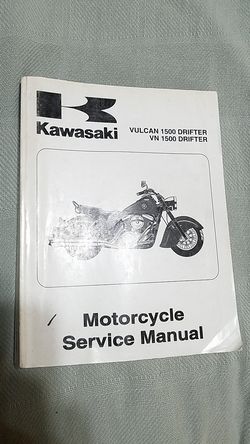 Kawasaki
VULCAN 1500 DRIFTER
VN 1500 DRIFTER
Motorcycle
Service Manual